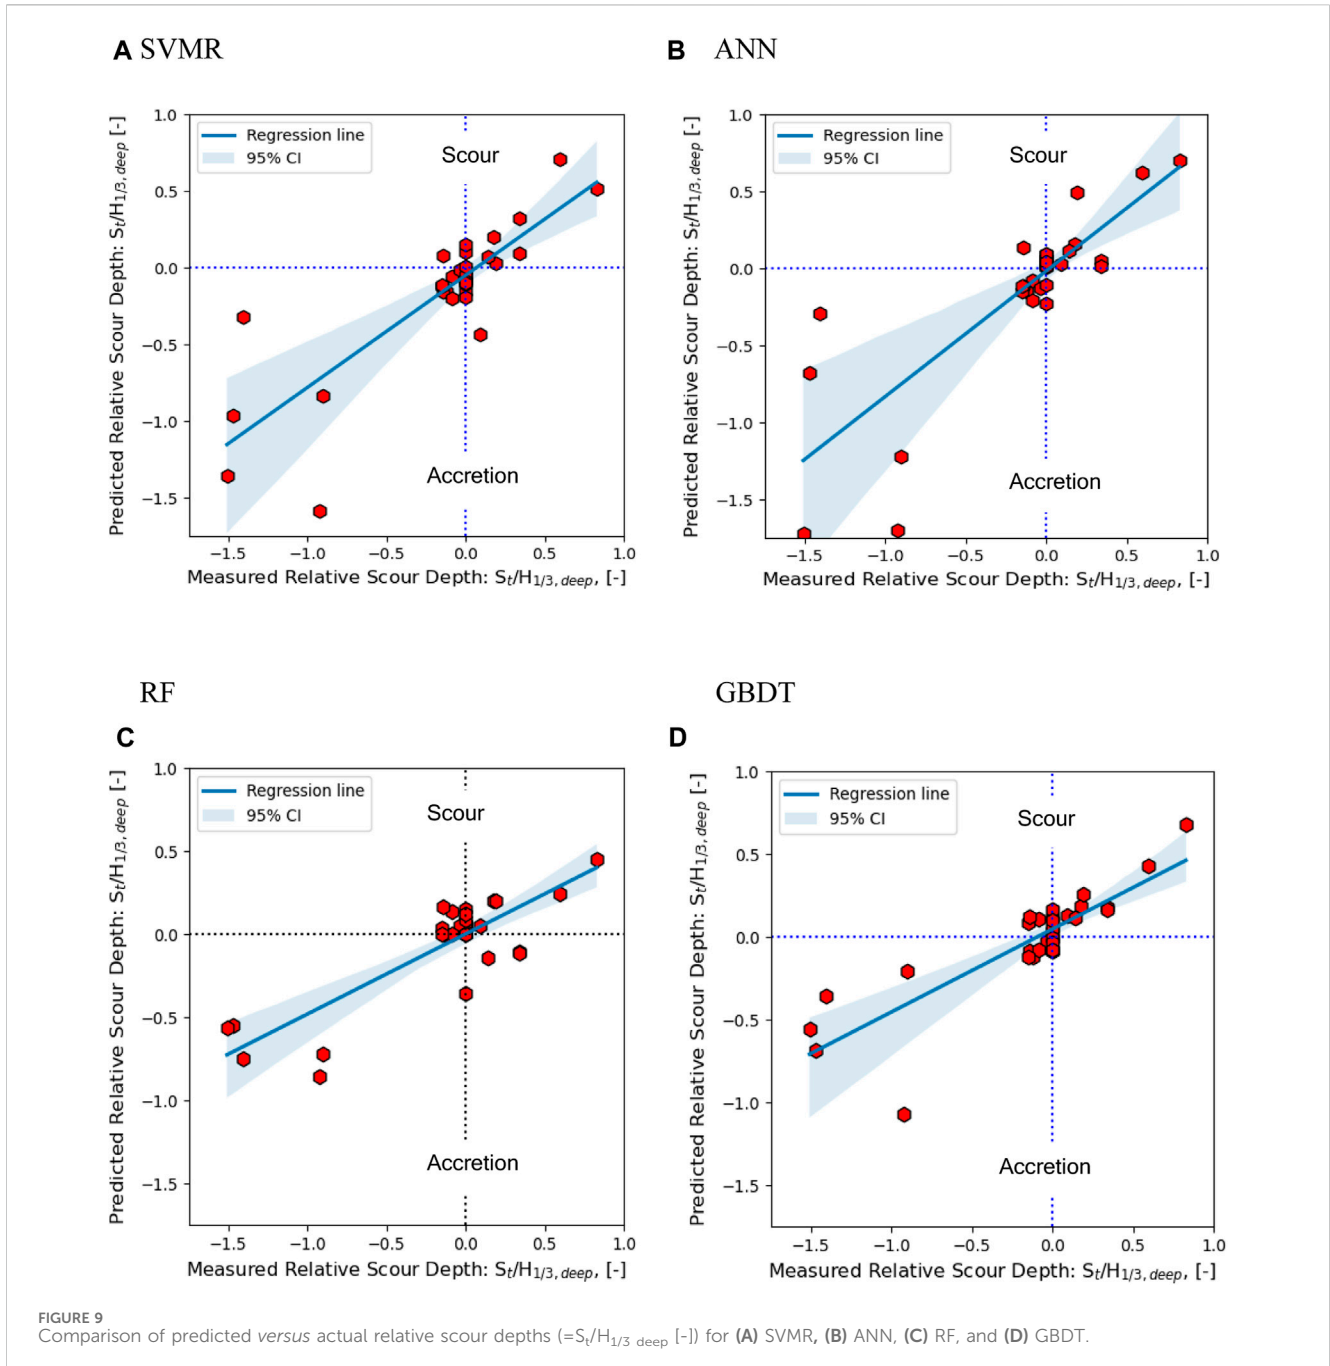 A SVMR
Predicted Relative Scour Depth: St/H1/3,deep [-]
1.0
0.5
0.0
−0.5
−1.0
−1.5
Regression line
95% CI
Scour
Accretion
−1.5 −1.0 −0.5 0.0 0.5 1.0
Measured Relative Scour Depth: St/H1/3,deep, [-]
B ANN
Predicted Relative Scour Depth: St/H1/3,deep [-]
1.0
0.5
0.0
−0.5
−1.0
−1.5
Regression line
95% CI
Scour
Accretion
−1.5 −1.0 −0.5 0.0 0.5 1.0
Measured Relative Scour Depth: St/H1/3,deep, [-]
RF
C
Predicted Relative Scour Depth: St/H1/3,deep [-]
1.0
0.5
0.0
−0.5
−1.0
−1.5
Regression line
95% CI
Scour
Accretion
−1.5 −1.0 −0.5 0.0 0.5 1.0
Measured Relative Scour Depth: St/H1/3,deep, [-]
GBDT
D
Predicted Relative Scour Depth: St/H1/3,deep [-]
1.0
0.5
0.0
−0.5
−1.0
−1.5
Regression line
95% CI
Scour
Accretion
−1.5 −1.0 −0.5 0.0 0.5 1.0
Measured Relative Scour Depth: St/H1/3,deep, [-]
FIGURE 9
Comparison of predicted versus actual relative scour depths (=St/H1/3 deep [-]) for (A) SVMR, (B) ANN, (C) RF, and (D) GBDT.